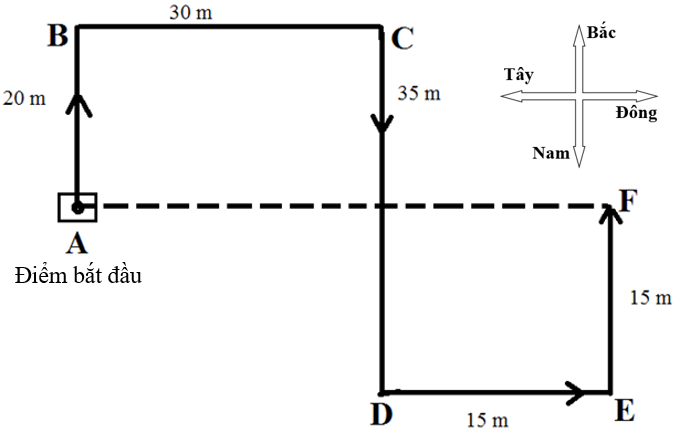 30 m
B
C
Bắc
Tây
Đông
Nam
20 m
35 m
F
A
Điểm bắt đầu
15 m
D
E
15 m